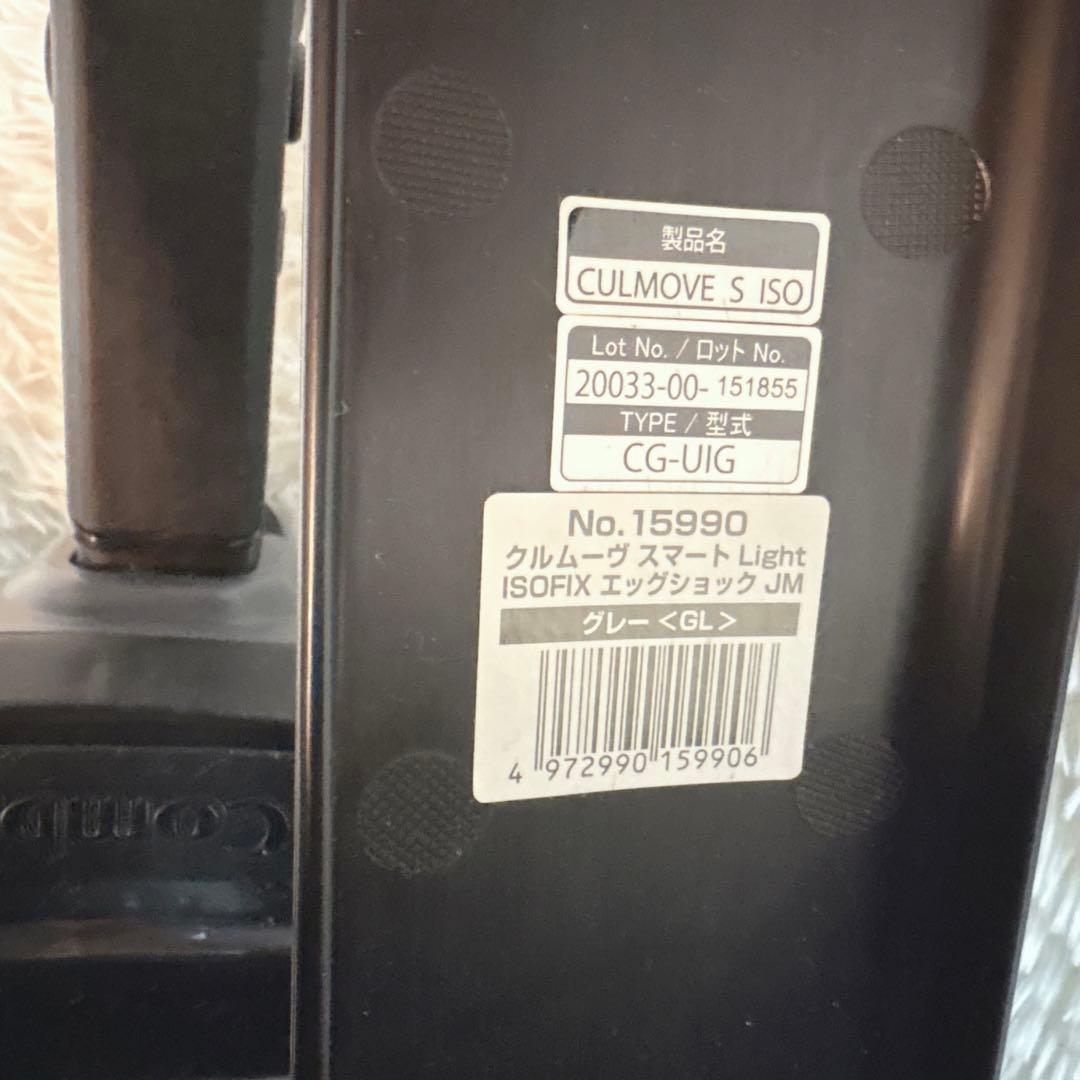 製品名
CULMOVE S ISO
Lot No. / ロット No.
20033-00-151855
TYPE / 型式
CG-UIG
No.15990
クルムーヴ スマート Light
ISOFIX エッグショック JM
グレー <GL>
4 972990 159906
Combi